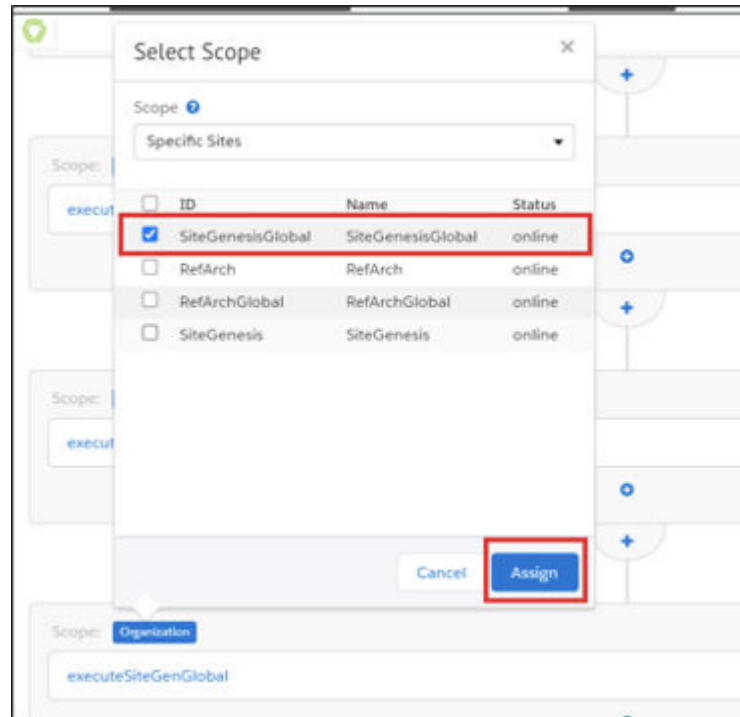 Select Scope ×
Scope ?
Specific Sites
ID Name Status
SiteGenesisGlobal SiteGenesisGlobal online
RefArch RefArch online
RefArchGlobal RefArchGlobal online
SiteGenesis SiteGenesis online
Cancel Assign
Scope:
execut
Scope:
execut
Scope: Organization
executeSiteGenGlobal